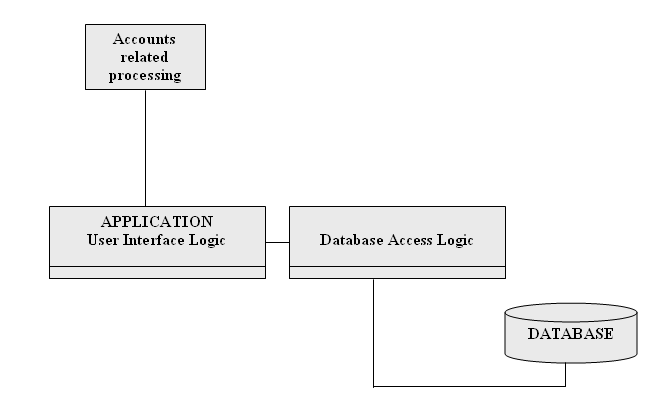 Accounts
related
processing
APPLICATION
User Interface Logic
Database Access Logic
DATABASE